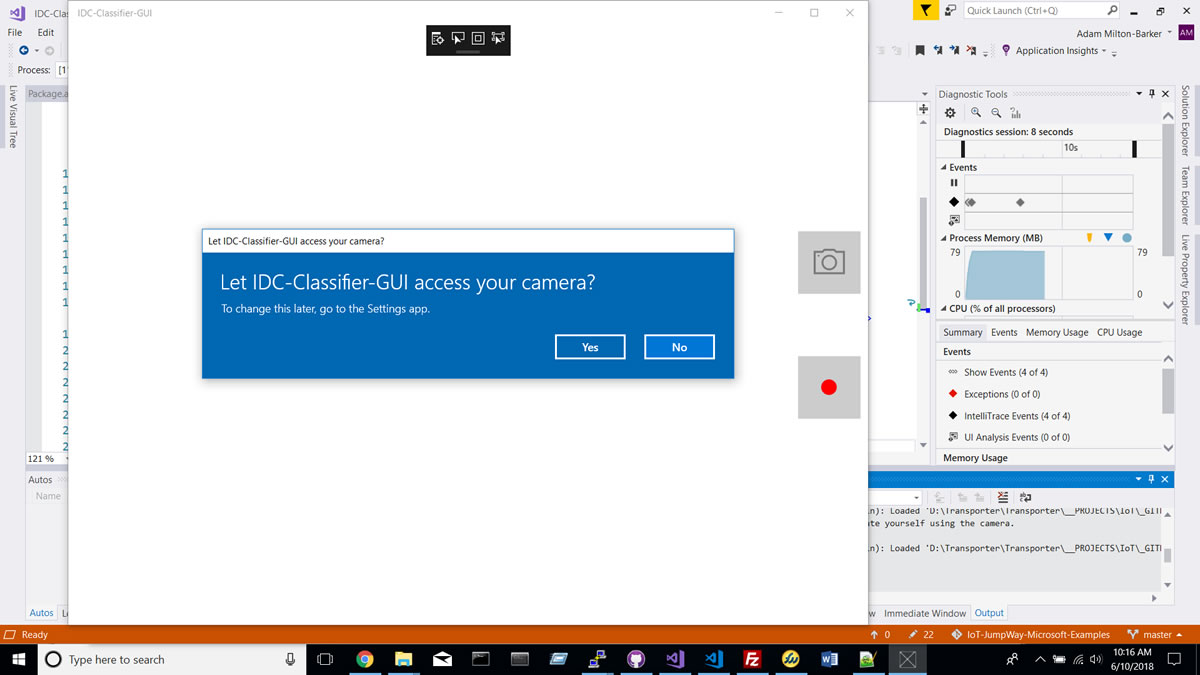 IDC-Clas
IDC-Classifier-GUI
Quick Launch (Ctrl+Q)
File Edit
Adam Milton-Barker
AM
Process: [1
Application Insights
Package.a
Live Visual Tree
Diagnostic Tools
Diagnostics session: 8 seconds
10s
Events
Process Memory (MB)
79
79
0
0
CPU (% of all processors)
Summary Events Memory Usage CPU Usage
Events
Show Events (4 of 4)
Exceptions (0 of 0)
IntelliTrace Events (4 of 4)
UI Analysis Events (0 of 0)
Memory Usage
Solution Explorer
Team Explorer
Live Property Explorer
Let IDC-Classifier-GUI access your camera?
Let IDC-Classifier-GUI access your camera?
To change this later, go to the Settings app.
Yes No
1
1
1
1
1
1
1
1
1
1
2
2
2
2
2
2
2
121 %
Autos
Name
in): Loaded 'D:\Transporter\Transporter\__PROJECTS\IoT\_GIT
te yourself using the camera.
in): Loaded 'D:\Transporter\Transporter\__PROJECTS\IoT\_GIT
Autos
Immediate Window Output
Ready
0 22 IoT-JumpWay-Microsoft-Examples master
Type here to search
10:16 AM
6/10/2018